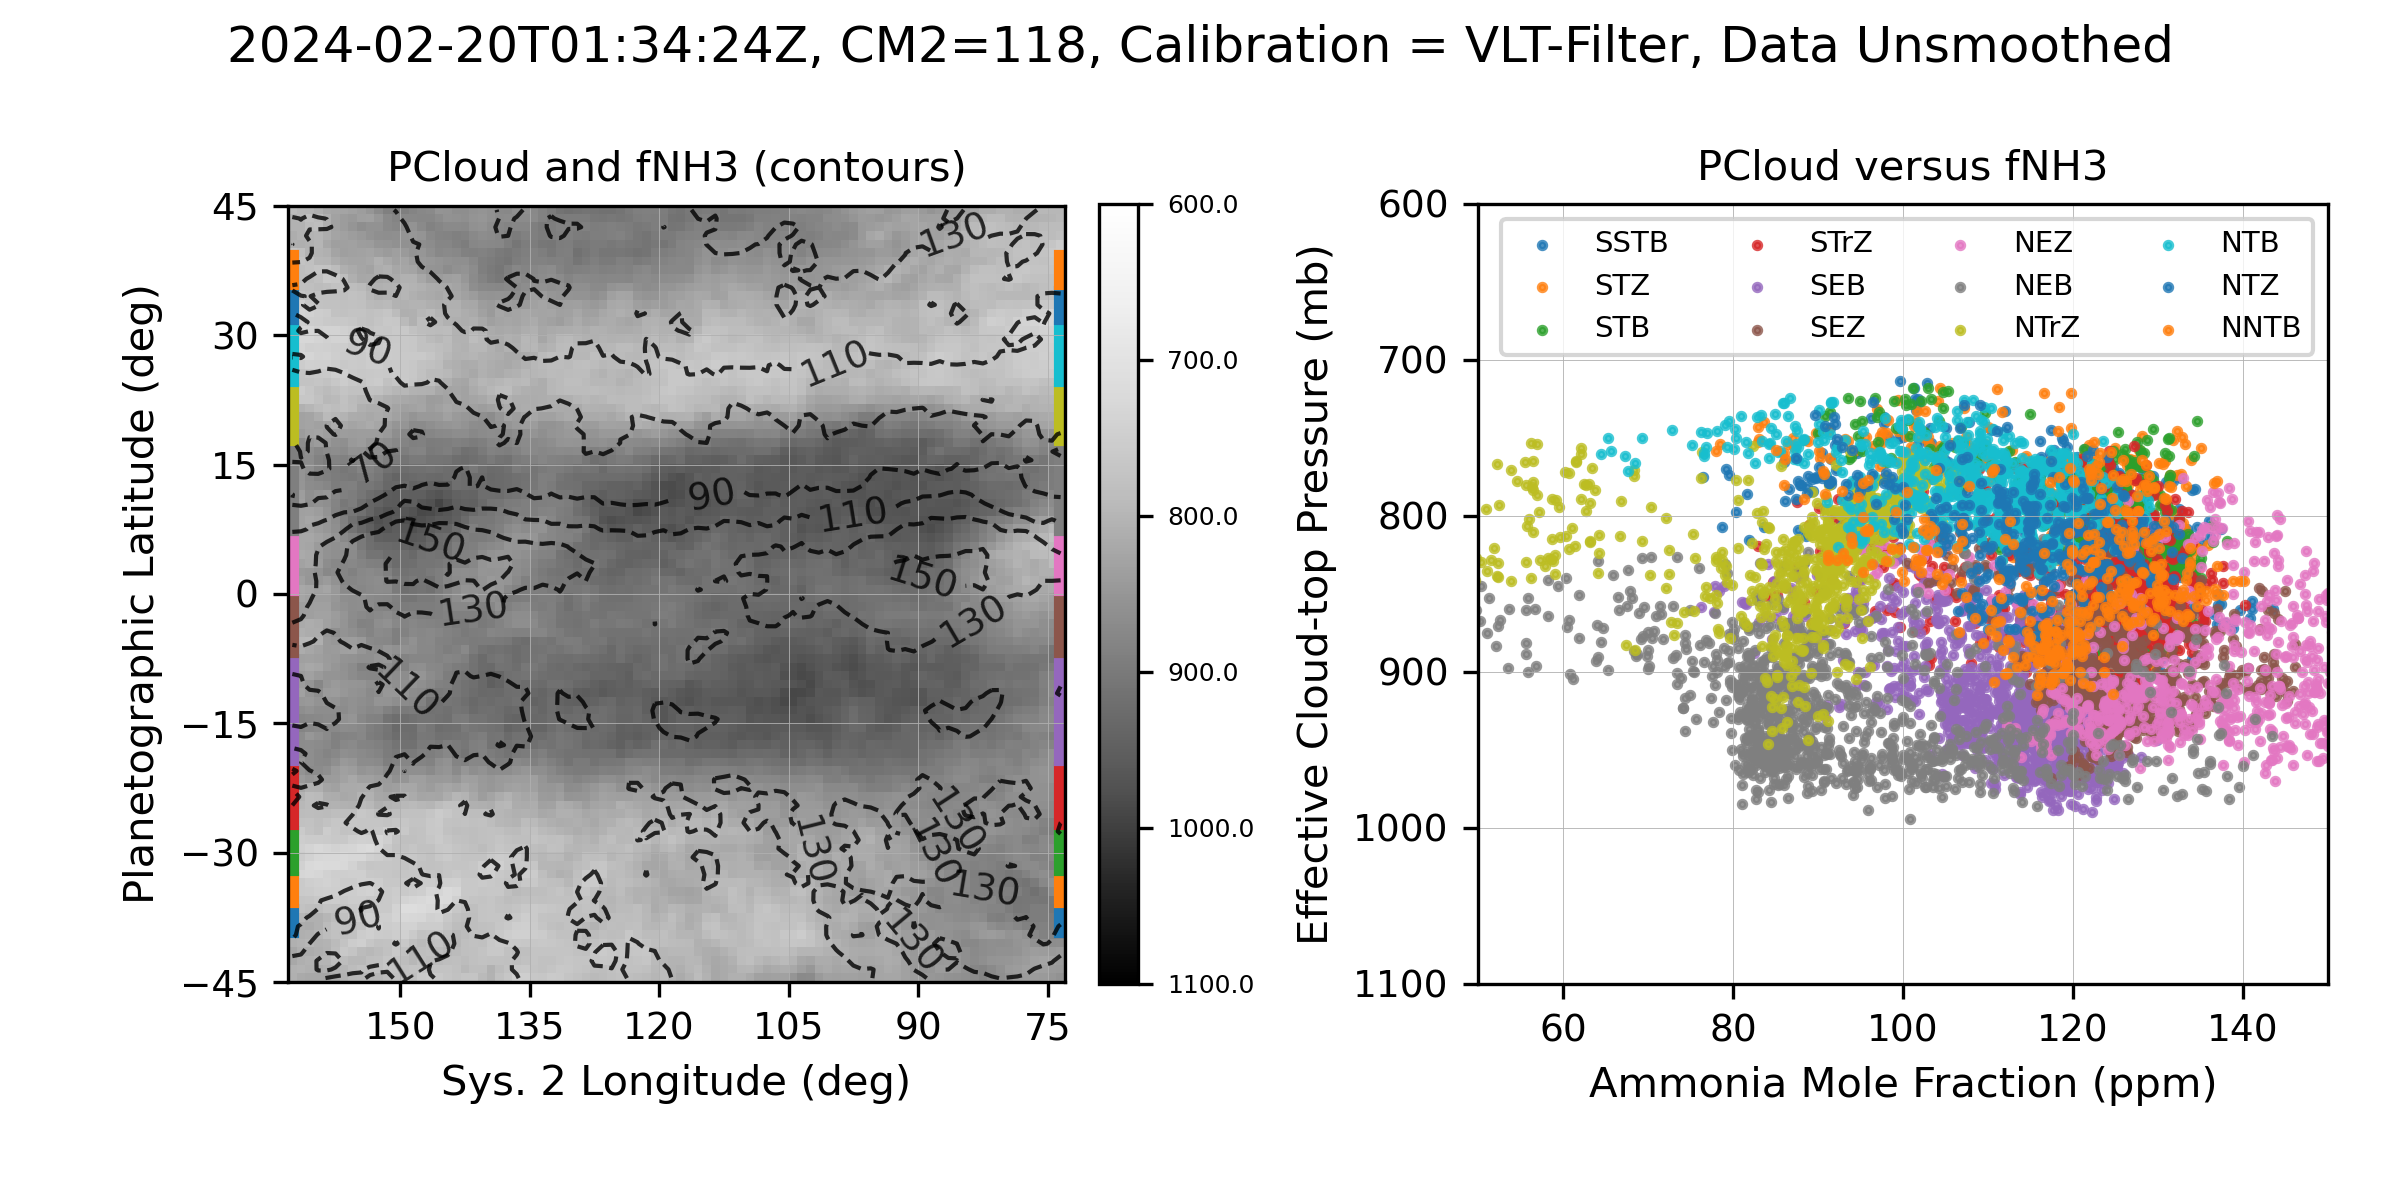 2024-02-20T01:34:24Z, CM2=118, Calibration = VLT-Filter, Data Unsmoothed
PCloud and fNH3 (contours)
45
30
15
0
−15
−30
−45
Planetographic Latitude (deg)
130
90
110
70
90
110
150
150
130
130
110
130
130
130
130
90
110
130
150
135
120
105
90
75
Sys. 2 Longitude (deg)
600.0
700.0
800.0
900.0
1000.0
1100.0
PCloud versus fNH3
600
700
800
900
1000
1100
Effective Cloud-top Pressure (mb)
SSTB
STZ
STB
STrZ
SEB
SEZ
NEZ
NEB
NTrZ
NTB
NTZ
NNTB
60
80
100
120
140
Ammonia Mole Fraction (ppm)